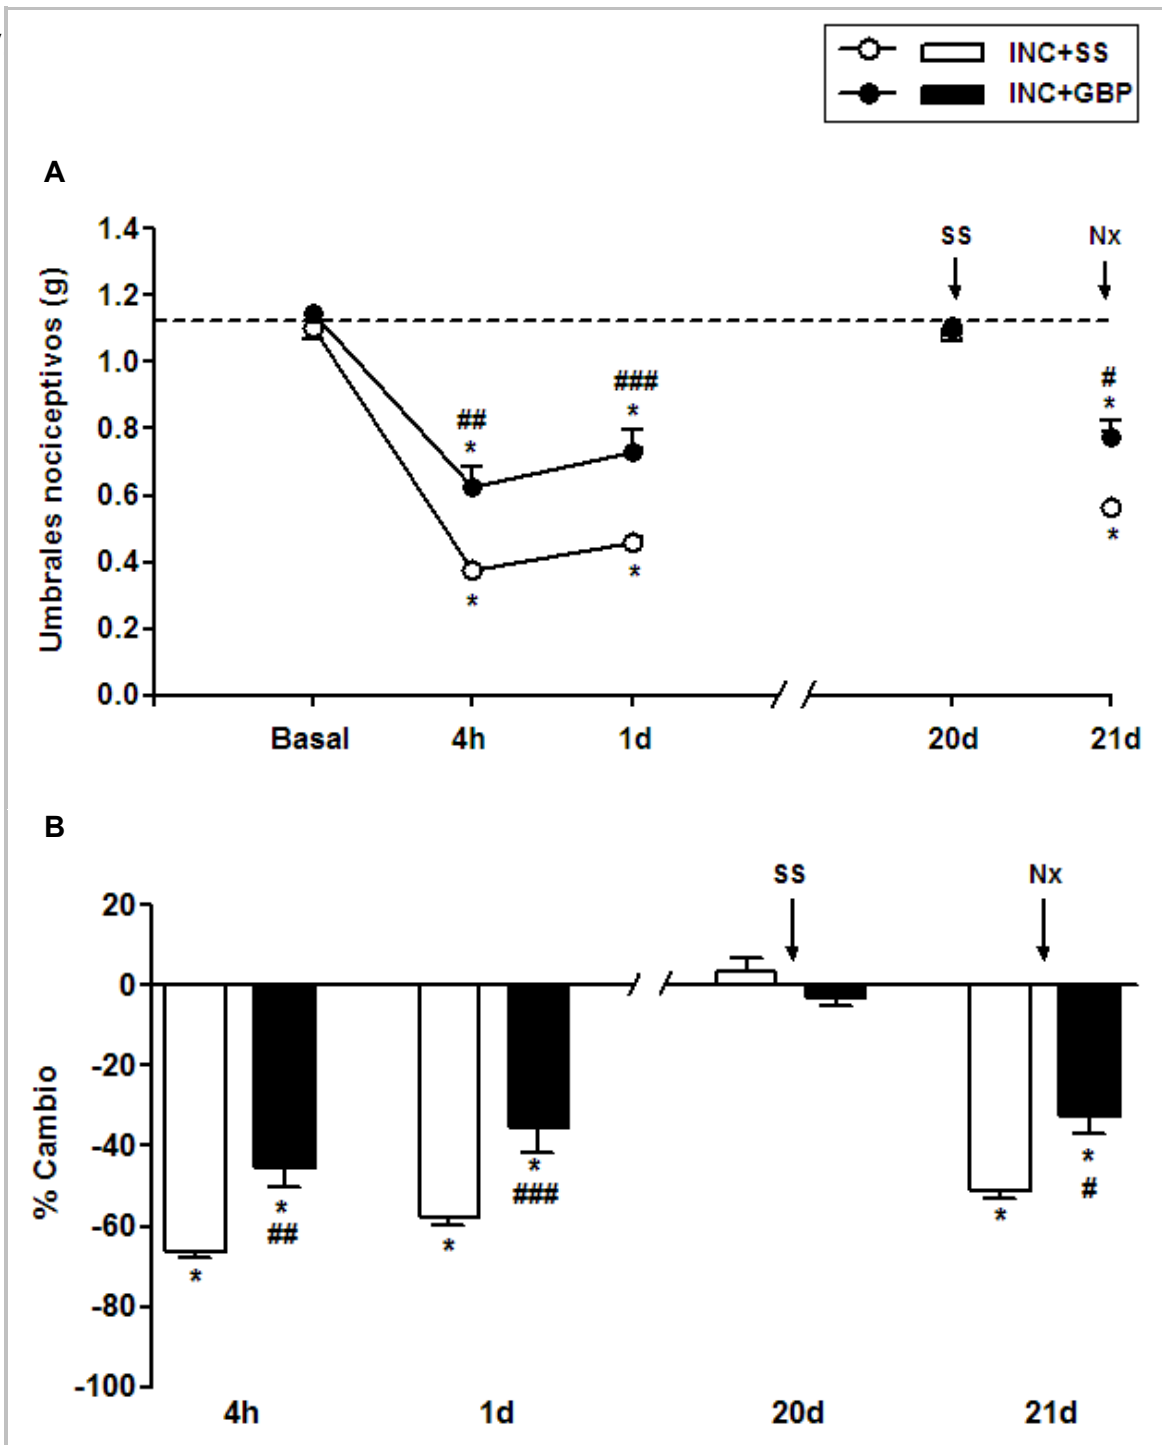 INC+SS
INC+GBP
A
Umbrales nociceptivos (g)
1.4
1.2
1.0
0.8
0.6
0.4
0.2
0.0
SS
Nx
##
*
###
*
#
*
*
*
*
Basal
4h
1d
20d
21d
B
% Cambio
20
0
-20
-40
-60
-80
-100
SS
Nx
*
*
##
*
*
###
*
*
#
4h
1d
20d
21d